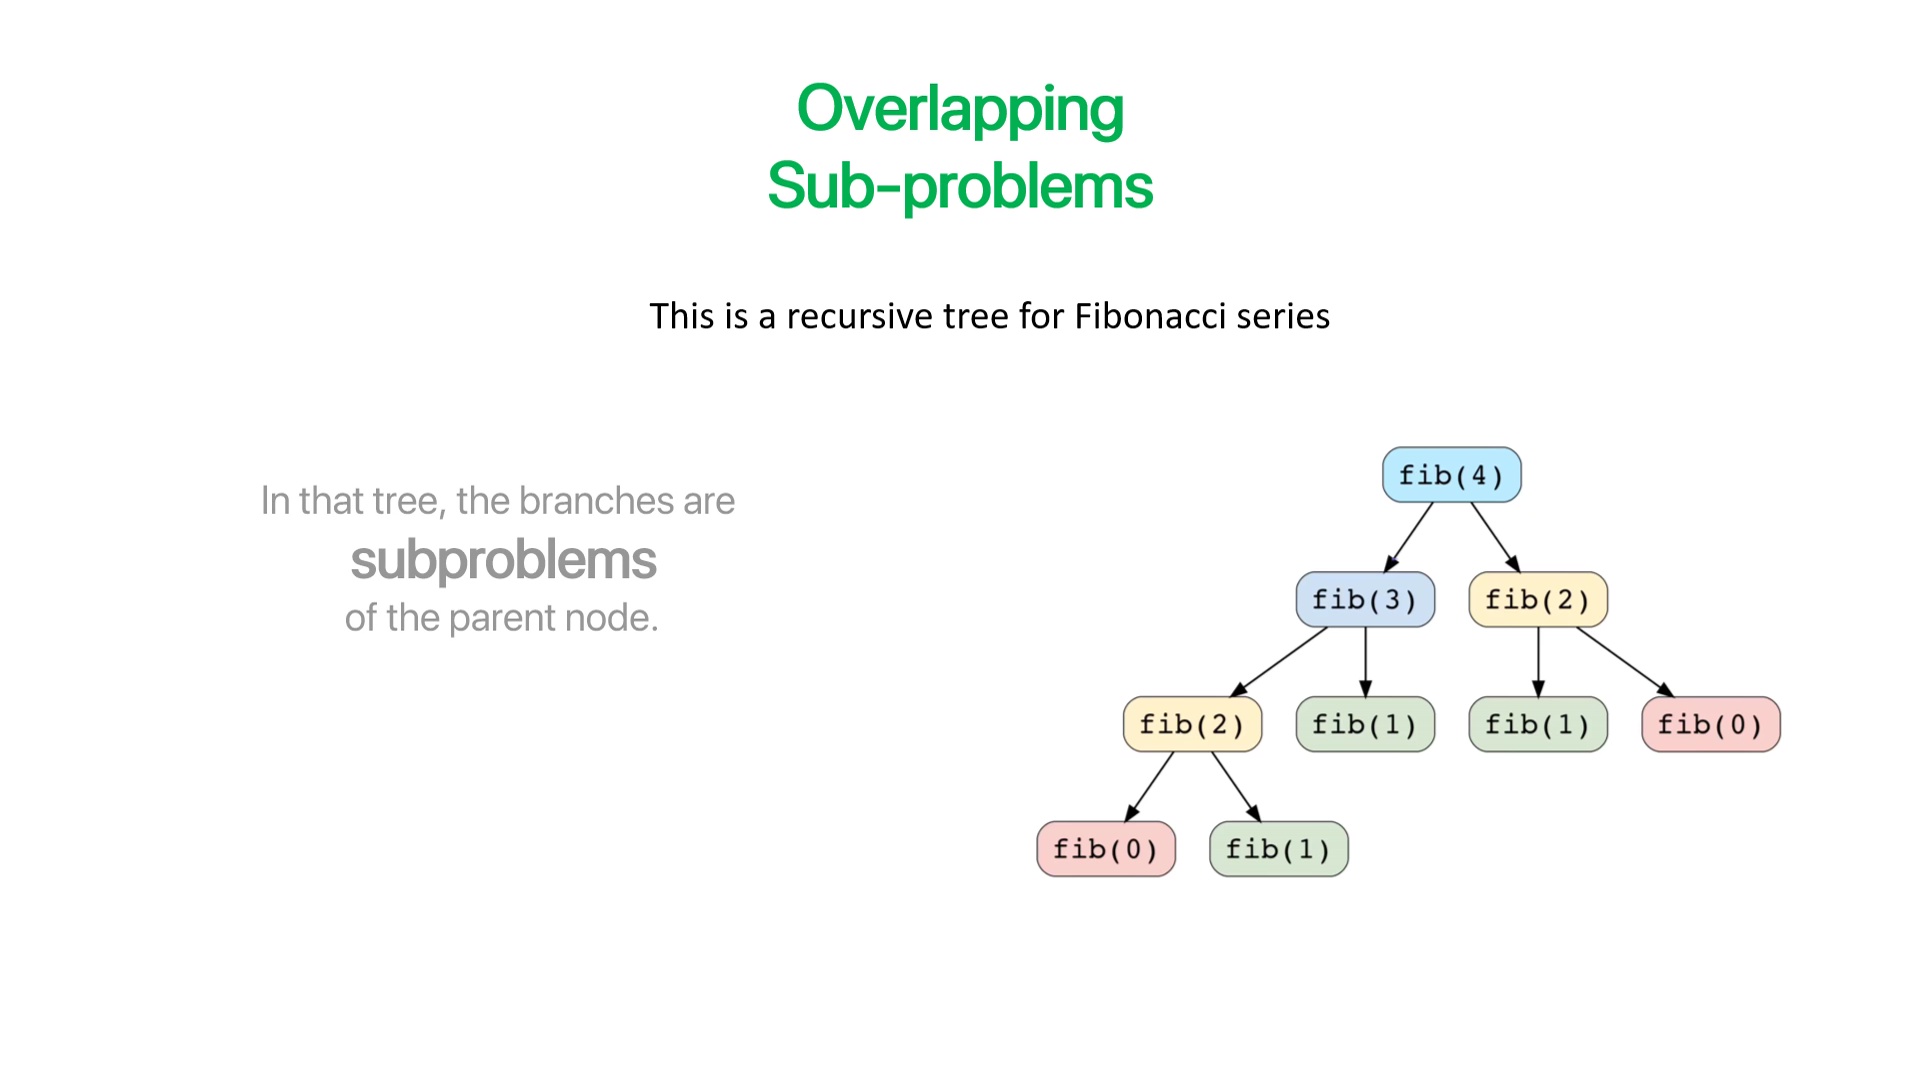 Overlapping
Sub-problems
This is a recursive tree for Fibonacci series
In that tree, the branches are
subproblems
of the parent node.
fib(4)
fib(3) fib(2)
fib(2) fib(1) fib(1) fib(0)
fib(0) fib(1)